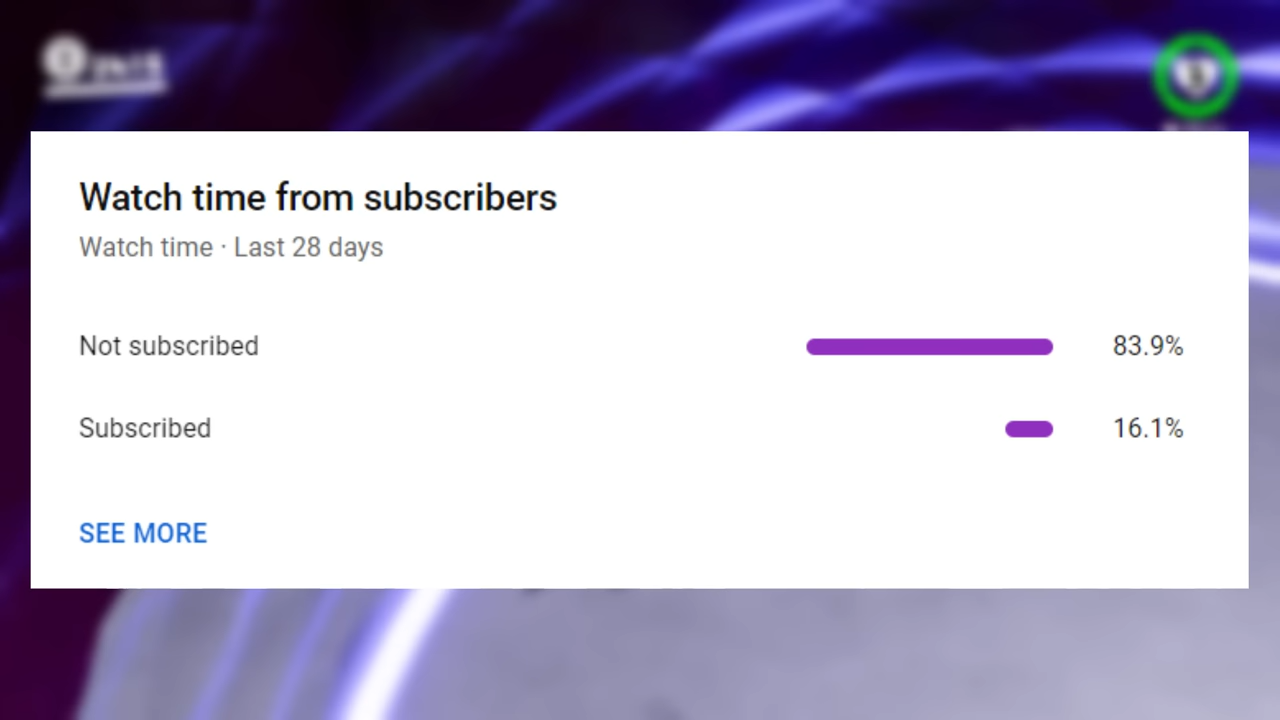 Watch time from subscribers
Watch time · Last 28 days
Not subscribed 83.9%
Subscribed 16.1%
SEE MORE